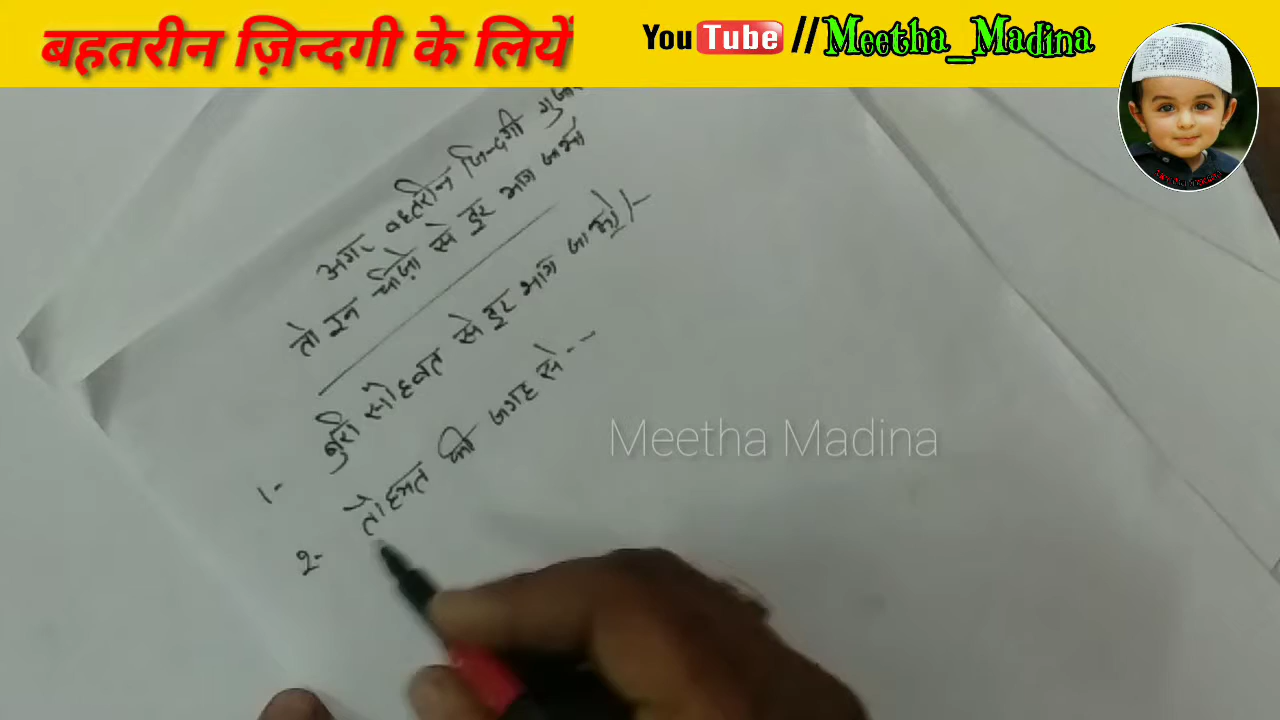 बहतरीन ज़िन्दगी के लियें
YouTube //Meetha_Madina
अगर बहतरीन जिन्दगी
तो इन चीज़ो से दूर भाग जाओ
1- बुरी सोहबत से दूर भाग जाओ/-
2- तोहमत की जगह से--
Meetha Madina